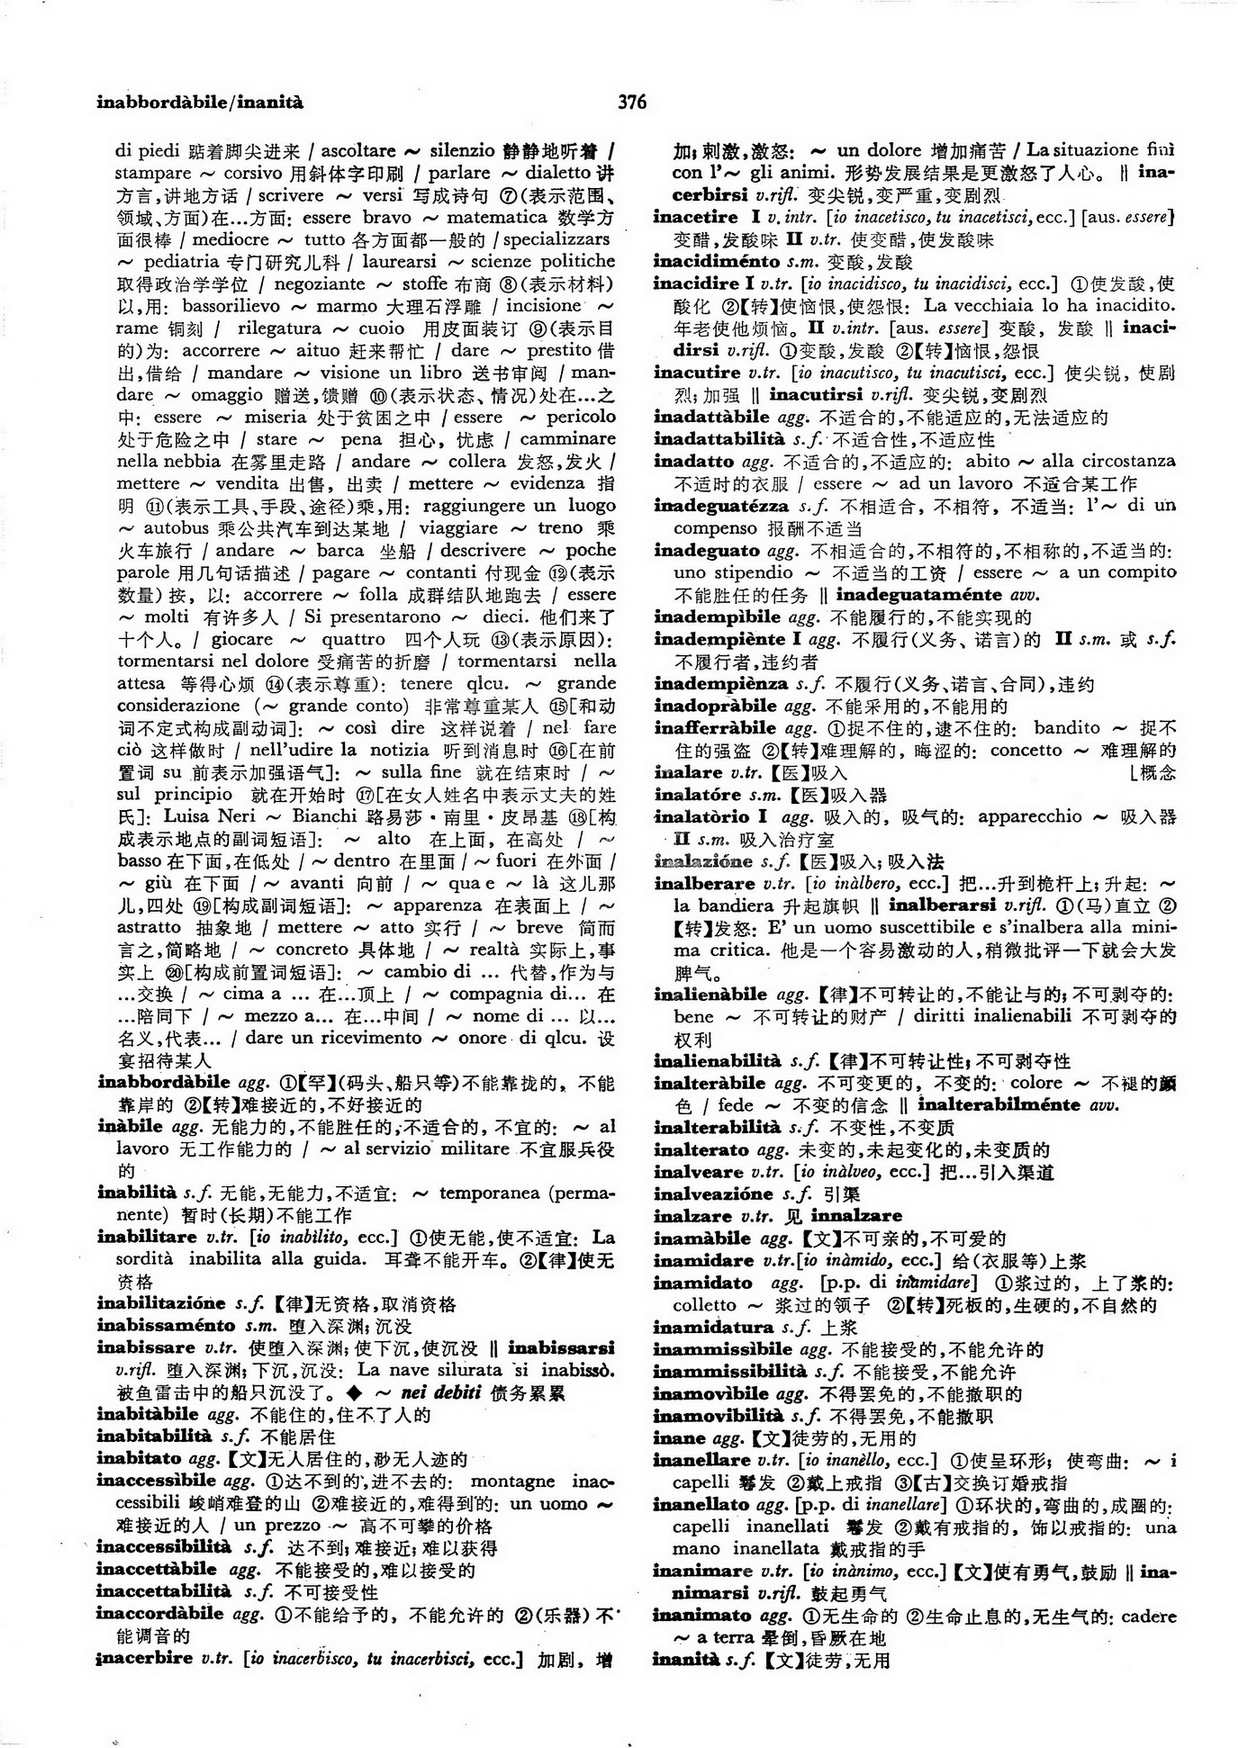 inabbordàbile/inanità
376
di piedi 踮着脚尖进来 / ascoltare ~ silenzio 静静地听着 /
stampare ~ corsivo 用斜体字印刷 / parlare ~ dialetto 讲
方言,讲地方话 / scrivere ~ versi 写成诗句 ⑦(表示范围、
领域、方面)在…方面: essere bravo ~ matematica 数学方
面很棒 / mediocre ~ tutto 各方面都一般的 / specializzars
~ pediatria 专门研究儿科 / laurearsi ~ scienze politiche
取得政治学学位 / negoziante ~ stoffe 布商 ⑧(表示材料)
以,用: bassorilievo ~ marmo 大理石浮雕 / incisione ~
rame 铜刻 / rilegatura ~ cuoio 用皮面装订 ⑨(表示目
的)为: accorrere ~ aituo 赶来帮忙 / dare ~ prestito 借
出,借给 / mandare ~ visione un libro 送书审阅 / man-
dare ~ omaggio 赠送,馈赠 ⑩(表示状态、情况)处在…之
中: essere ~ miseria 处于贫困之中 / essere ~ pericolo
处于危险之中 / stare ~ pena 担心, 忧虑 / camminare
nella nebbia 在雾里走路 / andare ~ collera 发怒,发火 /
mettere ~ vendita 出售, 出卖 / mettere ~ evidenza 指
明 ⑪(表示工具、手段、途径)乘,用: raggiungere un luogo
~ autobus 乘公共汽车到达某地 / viaggiare ~ treno 乘
火车旅行 / andare ~ barca 坐船 / descrivere ~ poche
parole 用几句话描述 / pagare ~ contanti 付现金 ⑫(表示
数量)按, 以: accorrere ~ folla 成群结队地跑去 / essere
~ molti 有许多人 / Si presentarono ~ dieci. 他们来了
十个人。 / giocare ~ quattro 四个人玩 ⑬(表示原因):
tormentarsi nel dolore 受痛苦的折磨 / tormentarsi nella
attesa 等得心烦 ⑭(表示尊重): tenere qlcu. ~ grande
considerazione (~ grande conto) 非常尊重某人 ⑮[和动
词不定式构成副动词]: ~ così dire 这样说着 / nel fare
ciò 这样做时 / nell'udire la notizia 听到消息时 ⑯[在前
置词 su 前表示加强语气]: ~ sulla fine 就在结束时 / ~
sul principio 就在开始时 ⑰[在女人姓名中表示丈夫的姓
氏]: Luisa Neri ~ Bianchi 路易莎·南里·皮昂基 ⑱[构
成表示地点的副词短语]: ~ alto 在上面, 在高处 / ~
basso 在下面,在低处 / ~ dentro 在里面 / ~ fuori 在外面 /
~ giù 在下面 / ~ avanti 向前 / ~ qua e ~ là 这儿那
儿,四处 ⑲[构成副词短语]: ~ apparenza 在表面上 / ~
astratto 抽象地 / mettere ~ atto 实行 / ~ breve 简而
言之,简略地 / ~ concreto 具体地 / ~ realtà 实际上,事
实上 ⑳[构成前置词短语]: ~ cambio di … 代替,作为与
…交换 / ~ cima a … 在…顶上 / ~ compagnia di… 在
…陪同下 / ~ mezzo a… 在…中间 / ~ nome di … 以…
名义,代表… / dare un ricevimento ~ onore di qlcu. 设
宴招待某人
inabbordàbile agg. ①【罕】(码头、船只等)不能靠拢的, 不能
靠岸的 ②【转】难接近的,不好接近的
inàbile agg. 无能力的,不能胜任的,不适合的, 不宜的: ~ al
lavoro 无工作能力的 / ~ al servizio militare 不宜服兵役
的
inabilità s.f. 无能,无能力,不适宜: ~ temporanea (perma-
nente) 暂时(长期)不能工作
inabilitare v.tr. [io inabìlito, ecc.] ①使无能,使不适宜: La
sordità inabilita alla guida. 耳聋不能开车。②【律】使无
资格
inabilitazióne s.f. 【律】无资格,取消资格
inabissaménto s.m. 堕入深渊; 沉没
inabissare v.tr. 使堕入深渊; 使下沉,使沉没 ‖ inabissarsi
v.rifl. 堕入深渊; 下沉,沉没: La nave silurata si inabissò.
被鱼雷击中的船只沉没了。◆ ~ nei debiti 债务累累
inabitàbile agg. 不能住的,住不了人的
inabitabilità s.f. 不能居住
inabitato agg. 【文】无人居住的,渺无人迹的
inaccessìbile agg. ①达不到的,进不去的: montagne inac-
cessibili 峻峭难登的山 ②难接近的,难得到的: un uomo ~
难接近的人 / un prezzo ~ 高不可攀的价格
inaccessibilità s.f. 达不到; 难接近; 难以获得
inaccettàbile agg. 不能接受的,难以接受的
inaccettabilità s.f. 不可接受性
inaccordàbile agg. ①不能给予的, 不能允许的 ②(乐器)不
能调音的
inacerbire v.tr. [io inacerbisco, tu inacerbisci, ecc.] 加剧, 增
加; 刺激,激怒: ~ un dolore 增加痛苦 / La situazione finì
con l'~ gli animi. 形势发展结果是更激怒了人心。 ‖ ina-
cerbirsi v.rifl. 变尖锐,变严重,变剧烈
inacetire I v.intr. [io inacetisco, tu inacetisci, ecc.] [aus. essere]
变醋,发酸味 II v.tr. 使变醋,使发酸味
inacidiménto s.m. 变酸,发酸
inacidire I v.tr. [io inacidisco, tu inacidisci, ecc.] ①使发酸,使
酸化 ②【转】使恼恨,使怨恨: La vecchiaia lo ha inacidito.
年老使他烦恼。II v.intr. [aus. essere] 变酸, 发酸 ‖ inaci-
dirsi v.rifl. ①变酸,发酸 ②【转】恼恨,怨恨
inacutire v.tr. [io inacutisco, tu inacutisci, ecc.] 使尖锐, 使剧
烈; 加强 ‖ inacutirsi v.rifl. 变尖锐,变剧烈
inadattàbile agg. 不适合的,不能适应的,无法适应的
inadattabilità s.f. 不适合性,不适应性
inadatto agg. 不适合的,不适应的: abito ~ alla circostanza
不适时的衣服 / essere ~ ad un lavoro 不适合某工作
inadeguatézza s.f. 不相适合, 不相符, 不适当: l'~ di un
compenso 报酬不适当
inadeguato agg. 不相适合的,不相符的,不相称的,不适当的:
uno stipendio ~ 不适当的工资 / essere ~ a un compito
不能胜任的任务 ‖ inadeguataménte avv.
inadempìbile agg. 不能履行的,不能实现的
inadempiènte I agg. 不履行(义务、诺言)的 II s.m. 或 s.f.
不履行者,违约者
inadempiènza s.f. 不履行(义务、诺言、合同),违约
inadopràbile agg. 不能采用的,不能用的
inafferràbile agg. ①捉不住的,逮不住的: bandito ~ 捉不
住的强盗 ②【转】难理解的, 晦涩的: concetto ~ 难理解的
inalare v.tr. 【医】吸入 ⌊概念
inalatóre s.m. 【医】吸入器
inalatòrio I agg. 吸入的, 吸气的: apparecchio ~ 吸入器
II s.m. 吸入治疗室
inalazióne s.f. 【医】吸入; 吸入法
inalberare v.tr. [io inàlbero, ecc.] 把…升到桅杆上; 升起: ~
la bandiera 升起旗帜 ‖ inalberarsi v.rifl. ①(马)直立 ②
【转】发怒: E' un uomo suscettibile e s'inalbera alla mini-
ma critica. 他是一个容易激动的人,稍微批评一下就会大发
脾气。
inalienàbile agg. 【律】不可转让的,不能让与的; 不可剥夺的:
bene ~ 不可转让的财产 / diritti inalienabili 不可剥夺的
权利
inalienabilità s.f. 【律】不可转让性; 不可剥夺性
inalteràbile agg. 不可变更的, 不变的: colore ~ 不褪的颜
色 / fede ~ 不变的信念 ‖ inalterabilménte avv.
inalterabilità s.f. 不变性,不变质
inalterato agg. 未变的,未起变化的,未变质的
inalveare v.tr. [io inàlveo, ecc.] 把…引入渠道
inalveazióne s.f. 引渠
inalzare v.tr. 见 innalzare
inamàbile agg. 【文】不可亲的,不可爱的
inamidare v.tr. [io inàmido, ecc.] 给(衣服等)上浆
inamidato agg. [p.p. di inamidare] ①浆过的, 上了浆的:
colletto ~ 浆过的领子 ②【转】死板的,生硬的,不自然的
inamidatura s.f. 上浆
inammissìbile agg. 不能接受的,不能允许的
inammissibilità s.f. 不能接受,不能允许
inamovìbile agg. 不得罢免的,不能撤职的
inamovibilità s.f. 不得罢免,不能撤职
inane agg. 【文】徒劳的,无用的
inanellare v.tr. [io inanèllo, ecc.] ①使呈环形; 使弯曲: ~ i
capelli 鬈发 ②戴上戒指 ③【古】交换订婚戒指
inanellato agg. [p.p. di inanellare] ①环状的,弯曲的,成圈的:
capelli inanellati 鬈发 ②戴有戒指的, 饰以戒指的: una
mano inanellata 戴戒指的手
inanimare v.tr. [io inànimo, ecc.] 【文】使有勇气,鼓励 ‖ ina-
nimarsi v.rifl. 鼓起勇气
inanimato agg. ①无生命的 ②生命止息的,无生气的: cadere
~ a terra 晕倒,昏厥在地
inanità s.f. 【文】徒劳,无用